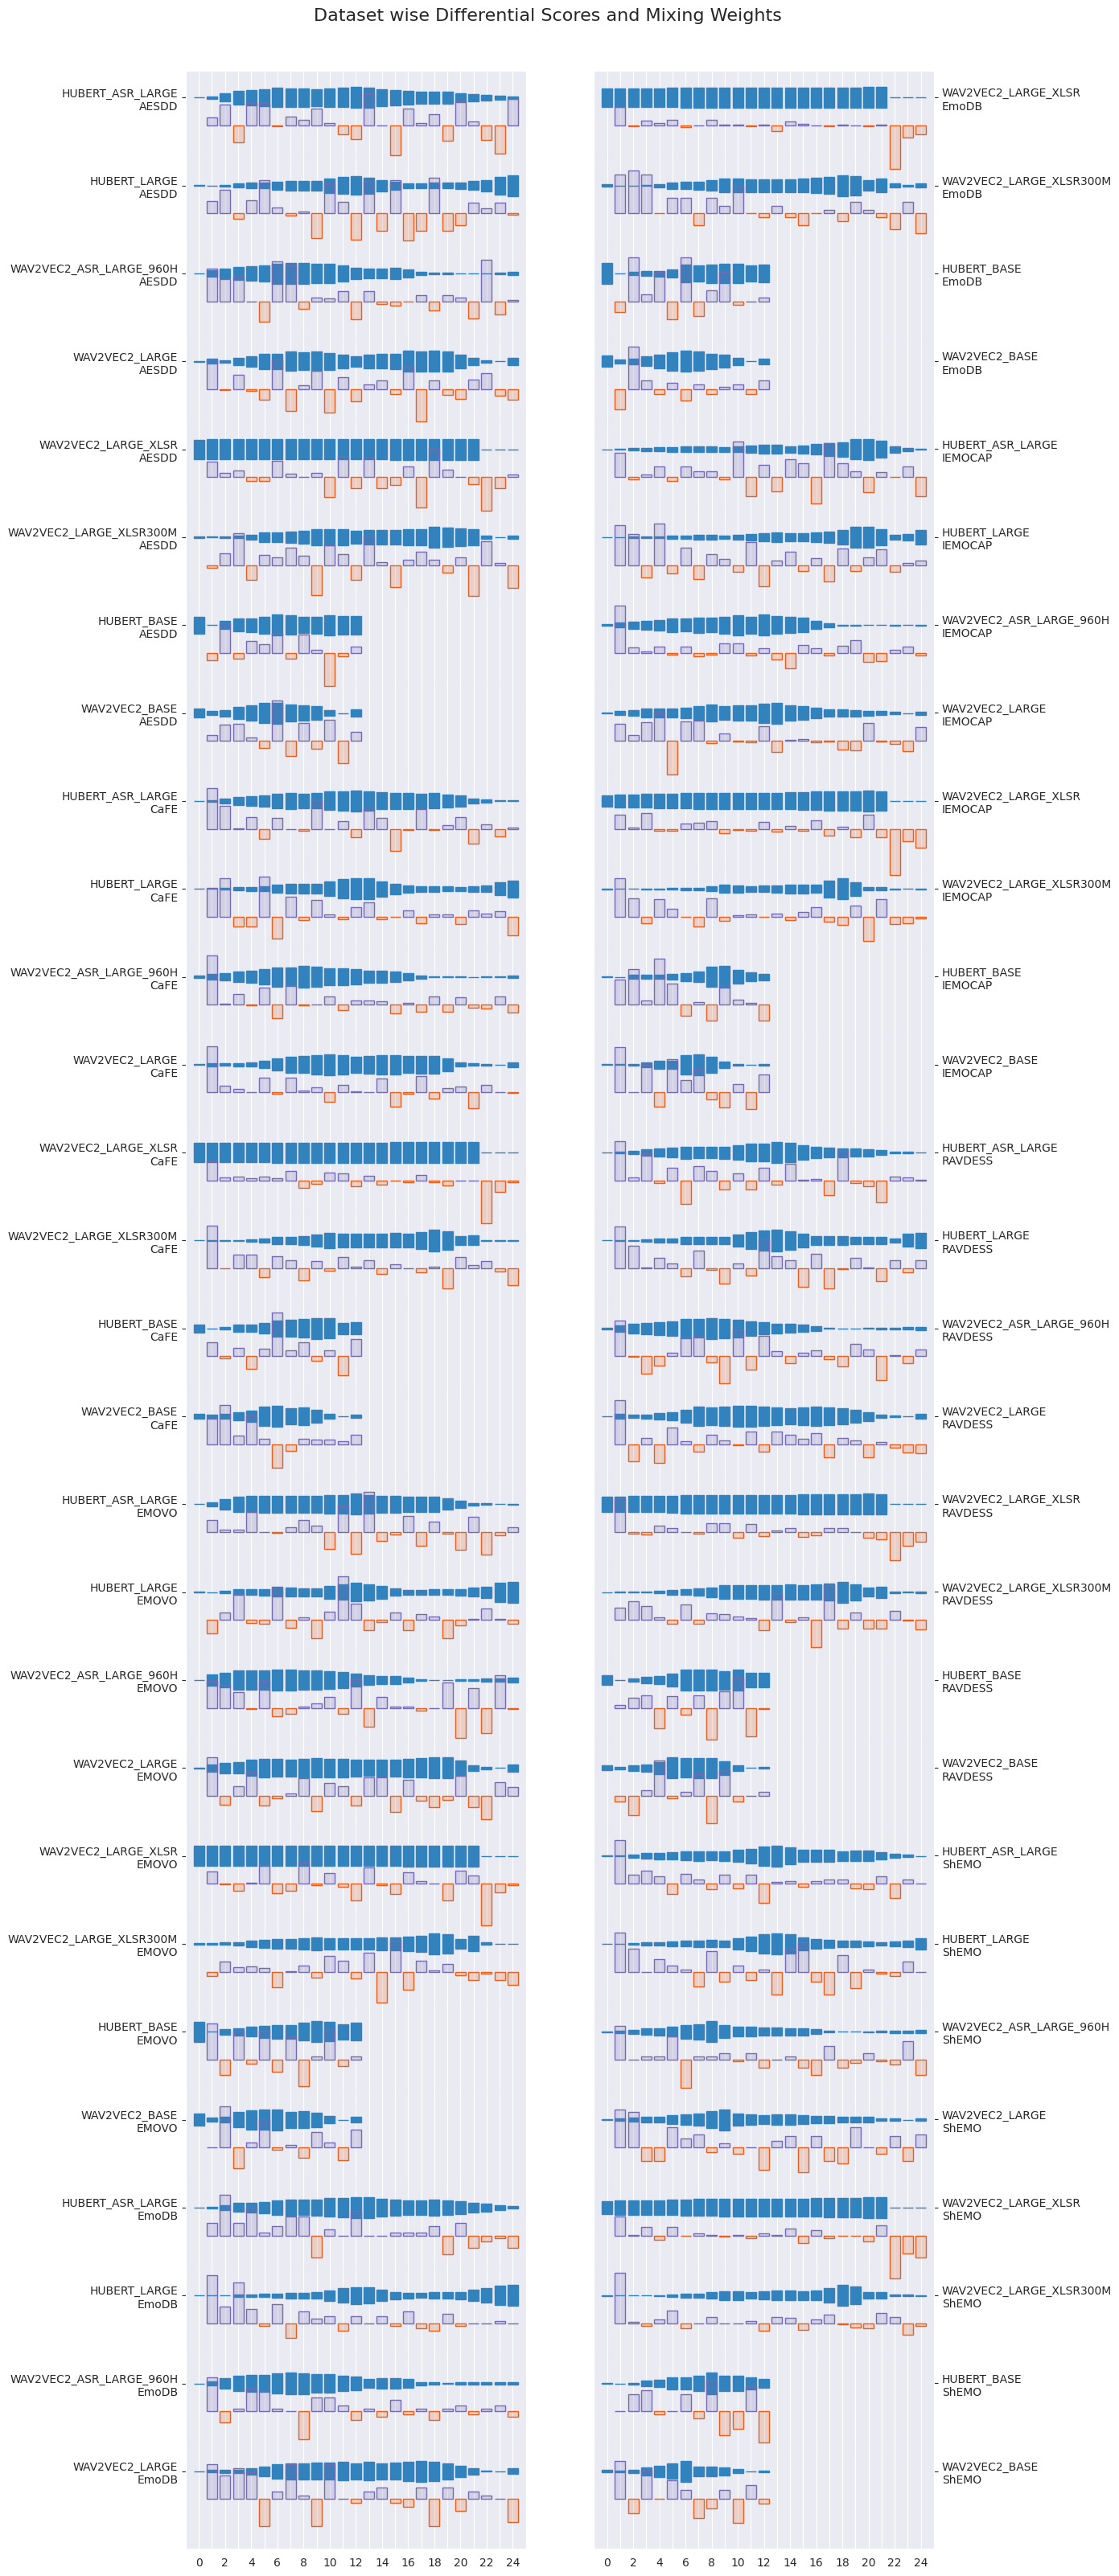 Dataset wise Differential Scores and Mixing Weights
HUBERT_ASR_LARGE
AESDD
HUBERT_LARGE
AESDD
WAV2VEC2_ASR_LARGE_960H
AESDD
WAV2VEC2_LARGE
AESDD
WAV2VEC2_LARGE_XLSR
AESDD
WAV2VEC2_LARGE_XLSR300M
AESDD
HUBERT_BASE
AESDD
WAV2VEC2_BASE
AESDD
HUBERT_ASR_LARGE
CaFE
HUBERT_LARGE
CaFE
WAV2VEC2_ASR_LARGE_960H
CaFE
WAV2VEC2_LARGE
CaFE
WAV2VEC2_LARGE_XLSR
CaFE
WAV2VEC2_LARGE_XLSR300M
CaFE
HUBERT_BASE
CaFE
WAV2VEC2_BASE
CaFE
HUBERT_ASR_LARGE
EMOVO
HUBERT_LARGE
EMOVO
WAV2VEC2_ASR_LARGE_960H
EMOVO
WAV2VEC2_LARGE
EMOVO
WAV2VEC2_LARGE_XLSR
EMOVO
WAV2VEC2_LARGE_XLSR300M
EMOVO
HUBERT_BASE
EMOVO
WAV2VEC2_BASE
EMOVO
HUBERT_ASR_LARGE
EmoDB
HUBERT_LARGE
EmoDB
WAV2VEC2_ASR_LARGE_960H
EmoDB
WAV2VEC2_LARGE
EmoDB
0 2 4 6 8 10 12 14 16 18 20 22 24
WAV2VEC2_LARGE_XLSR
EmoDB
WAV2VEC2_LARGE_XLSR300M
EmoDB
HUBERT_BASE
EmoDB
WAV2VEC2_BASE
EmoDB
HUBERT_ASR_LARGE
IEMOCAP
HUBERT_LARGE
IEMOCAP
WAV2VEC2_ASR_LARGE_960H
IEMOCAP
WAV2VEC2_LARGE
IEMOCAP
WAV2VEC2_LARGE_XLSR
IEMOCAP
WAV2VEC2_LARGE_XLSR300M
IEMOCAP
HUBERT_BASE
IEMOCAP
WAV2VEC2_BASE
IEMOCAP
HUBERT_ASR_LARGE
RAVDESS
HUBERT_LARGE
RAVDESS
WAV2VEC2_ASR_LARGE_960H
RAVDESS
WAV2VEC2_LARGE
RAVDESS
WAV2VEC2_LARGE_XLSR
RAVDESS
WAV2VEC2_LARGE_XLSR300M
RAVDESS
HUBERT_BASE
RAVDESS
WAV2VEC2_BASE
RAVDESS
HUBERT_ASR_LARGE
ShEMO
HUBERT_LARGE
ShEMO
WAV2VEC2_ASR_LARGE_960H
ShEMO
WAV2VEC2_LARGE
ShEMO
WAV2VEC2_LARGE_XLSR
ShEMO
WAV2VEC2_LARGE_XLSR300M
ShEMO
HUBERT_BASE
ShEMO
WAV2VEC2_BASE
ShEMO
0 2 4 6 8 10 12 14 16 18 20 22 24